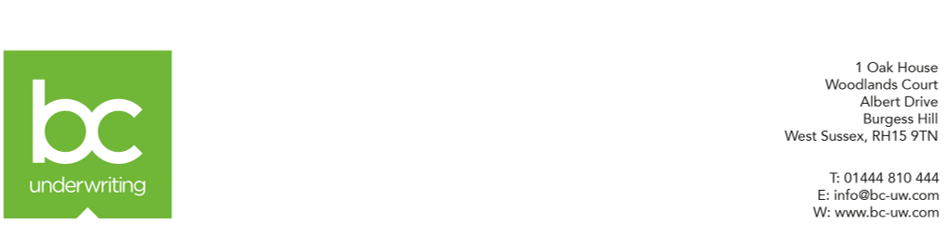 bc
underwriting
1 Oak House
Woodlands Court
Albert Drive
Burgess Hill
West Sussex, RH15 9TN
T: 01444 810 444
E: info@bc-uw.com
W: www.bc-uw.com